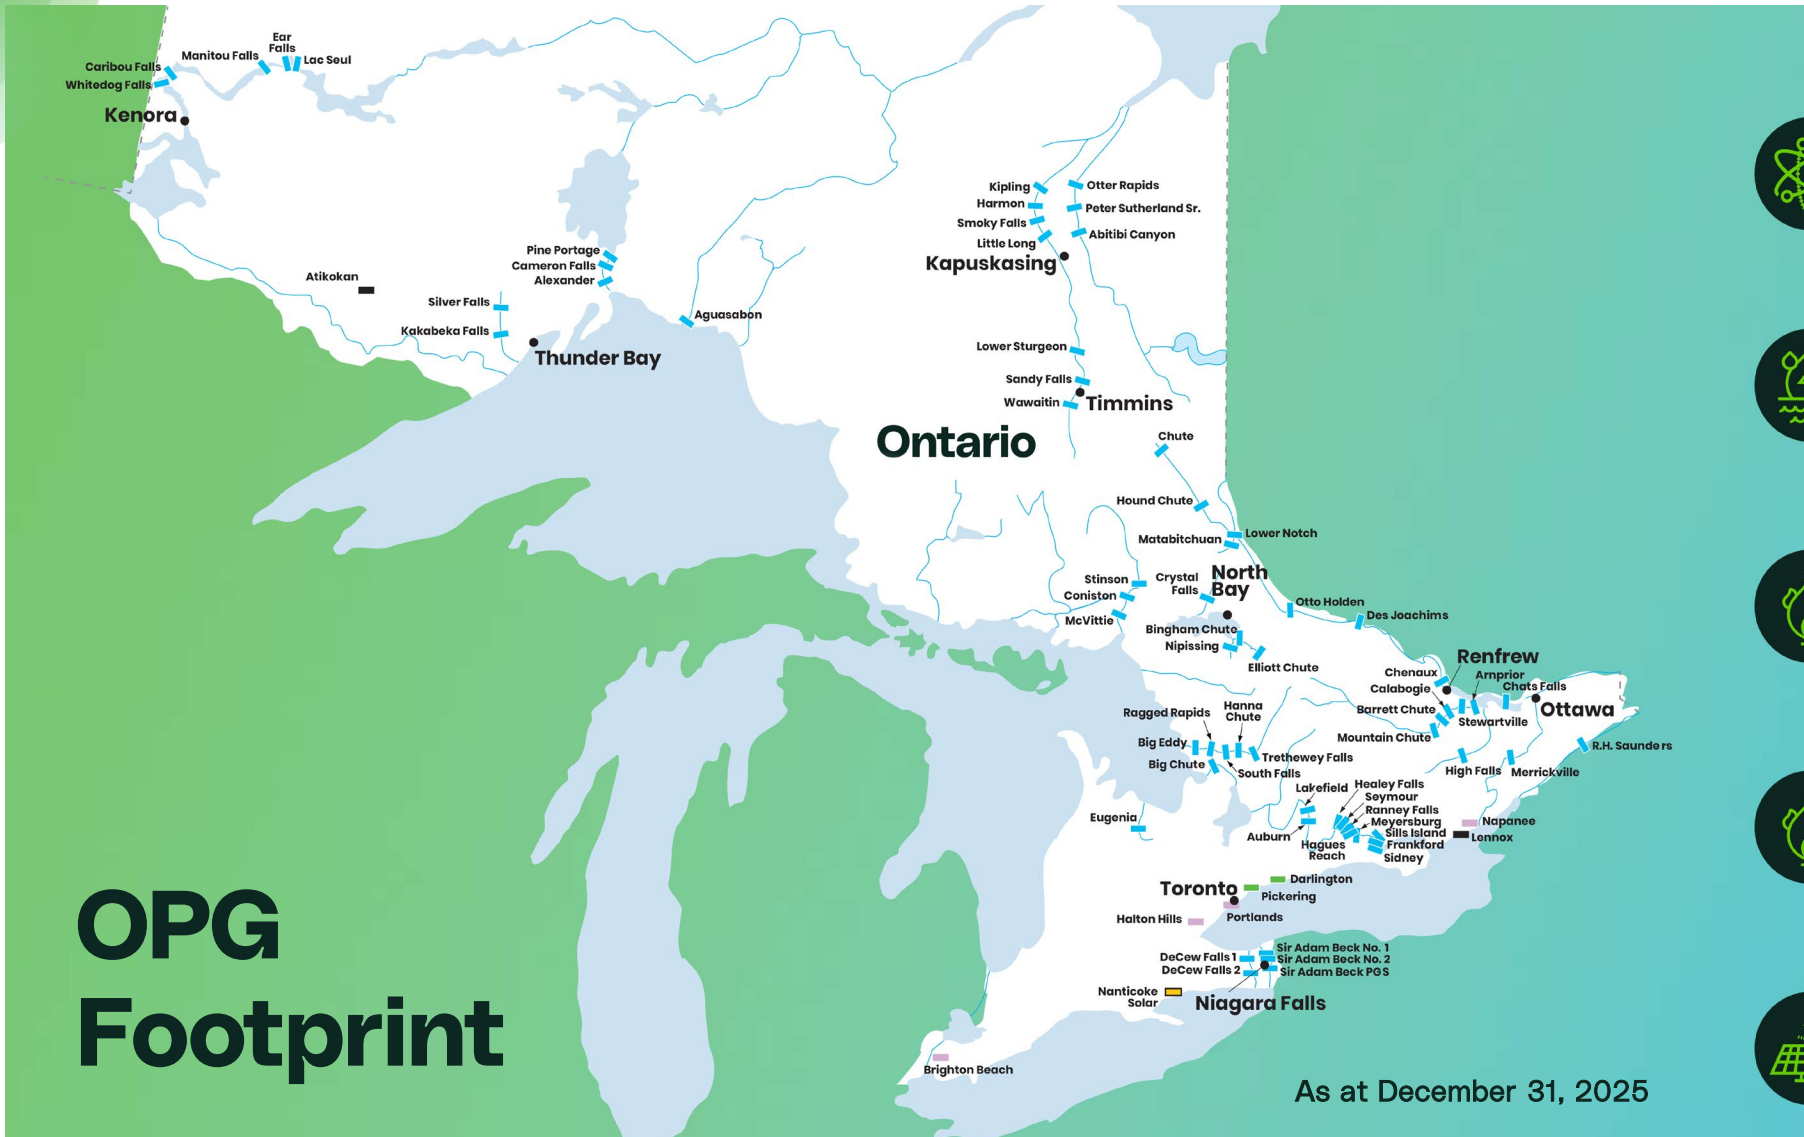 Ear
Falls
Manitou Falls
Lac Seul
Caribou Falls
Whitedog Falls
Kenora
Kipling
Otter Rapids
Harmon
Peter Sutherland Sr.
Smoky Falls
Abitibi Canyon
Little Long
Kapuskasing
Pine Portage
Cameron Falls
Alexander
Atikokan
Silver Falls
Aguasabon
Kakabeka Falls
Thunder Bay
Lower Sturgeon
Sandy Falls
Wawaitin
Timmins
Ontario
Chute
Hound Chute
Lower Notch
Matabitchuan
North
Bay
Stinson
Crystal
Falls
Coniston
McVittie
Otto Holden
Des Joachims
Bingham Chute
Nipissing
Elliott Chute
Renfrew
Chenaux
Arnprior
Calabogie
Chats Falls
Barrett Chute
Ottawa
Stewartville
Mountain Chute
R.H. Saunders
Hanna
Chute
Ragged Rapids
Big Eddy
Trethewey Falls
Big Chute
South Falls
High Falls
Merrickville
Lakefield
Healey Falls
Seymour
Ranney Falls
Meyersburg
Eugenia
Auburn
Sills Island
Hagues
Reach
Frankford
Sidney
Napanee
Lennox
Darlington
Toronto
Pickering
Halton Hills
Portlands
Sir Adam Beck No. 1
DeCew Falls 1
Sir Adam Beck No. 2
DeCew Falls 2
Sir Adam Beck PGS
Nanticoke
Solar
Niagara Falls
Brighton Beach
OPG
Footprint
As at December 31, 2025